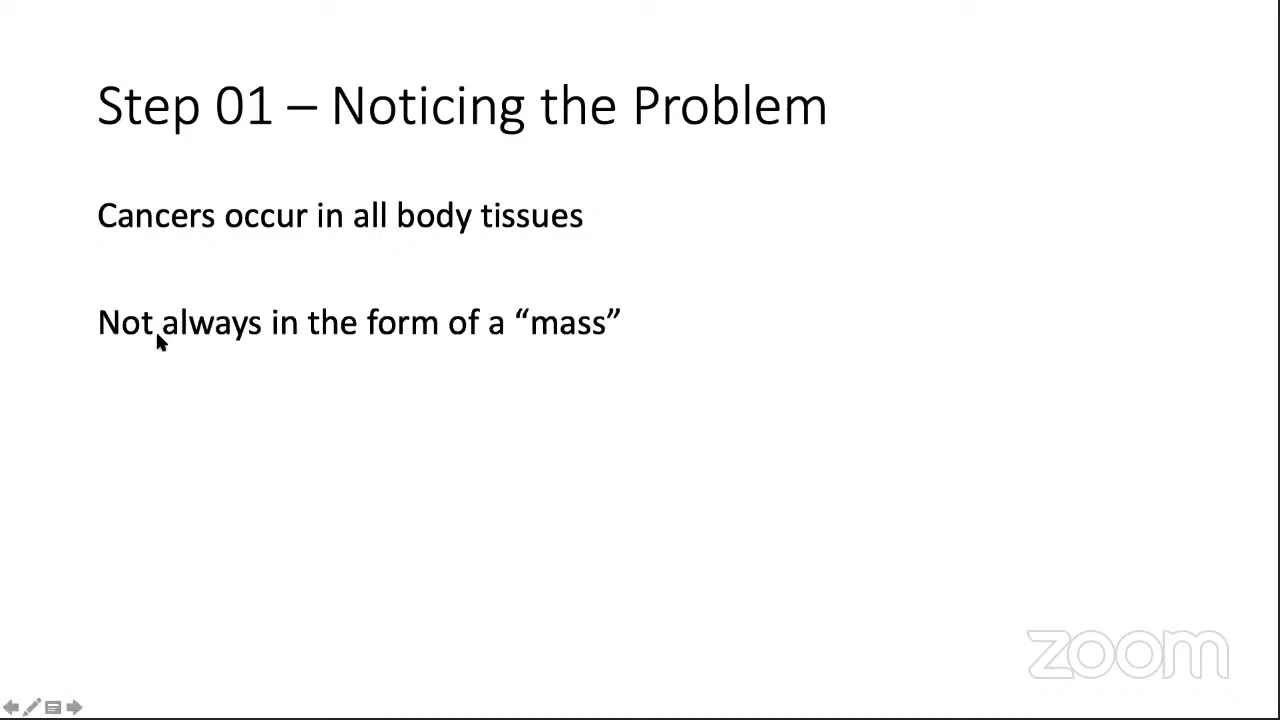 Step 01 – Noticing the Problem
Cancers occur in all body tissues
Not always in the form of a “mass”
zoom